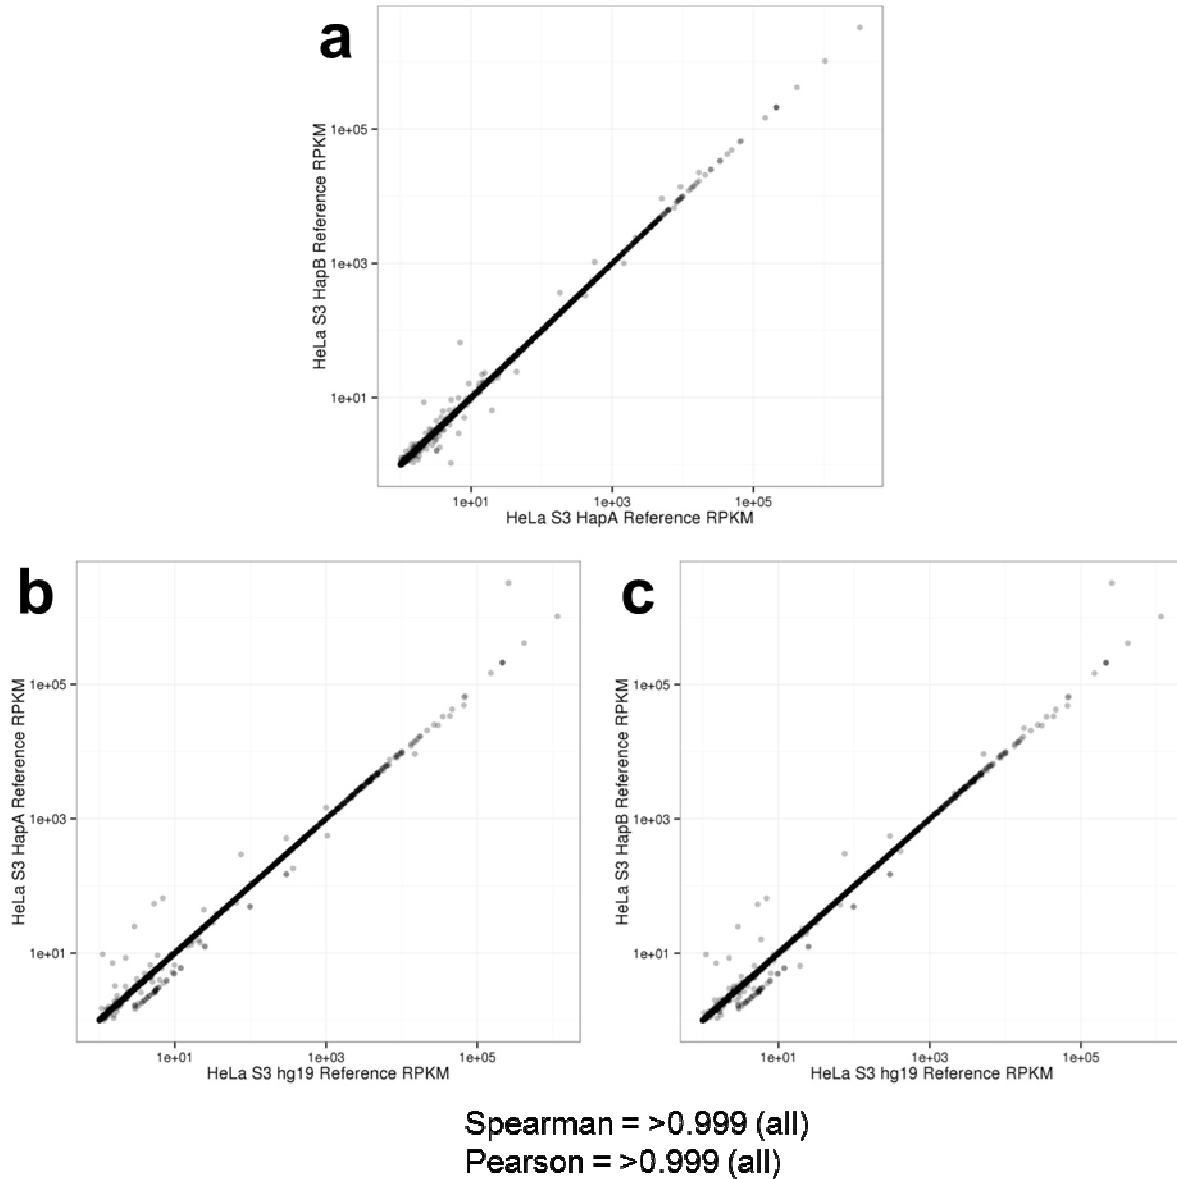 a
HeLa S3 HapB Reference RPKM
1e+05
1e+03
1e+01
1e+01 1e+03 1e+05
HeLa S3 HapA Reference RPKM
b
HeLa S3 HapA Reference RPKM
1e+05
1e+03
1e+01
1e+01 1e+03 1e+05
HeLa S3 hg19 Reference RPKM
c
HeLa S3 HapB Reference RPKM
1e+05
1e+03
1e+01
1e+01 1e+03 1e+05
HeLa S3 hg19 Reference RPKM
Spearman = >0.999 (all)
Pearson = >0.999 (all)